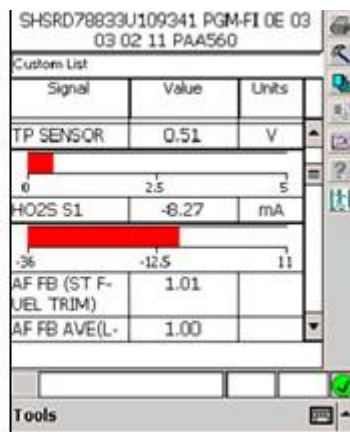 SHSRD78833U109341 PGM-FI 0E 03
03 02 11 PAA560
Custom List
Signal Value Units
TP SENSOR 0.51 V
0 2.5 5
HO2S S1 -8.27 mA
-36 -12.5 11
AF FB (ST F- 1.01
UEL TRIM)
AF FB AVE(L- 1.00
Tools